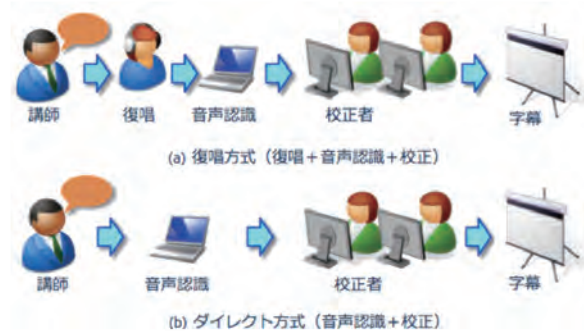 講師 復唱 音声認識 校正者 字幕
(a) 復唱方式（復唱＋音声認識＋校正）
講師 音声認識 校正者 字幕
(b) ダイレクト方式（音声認識＋校正）